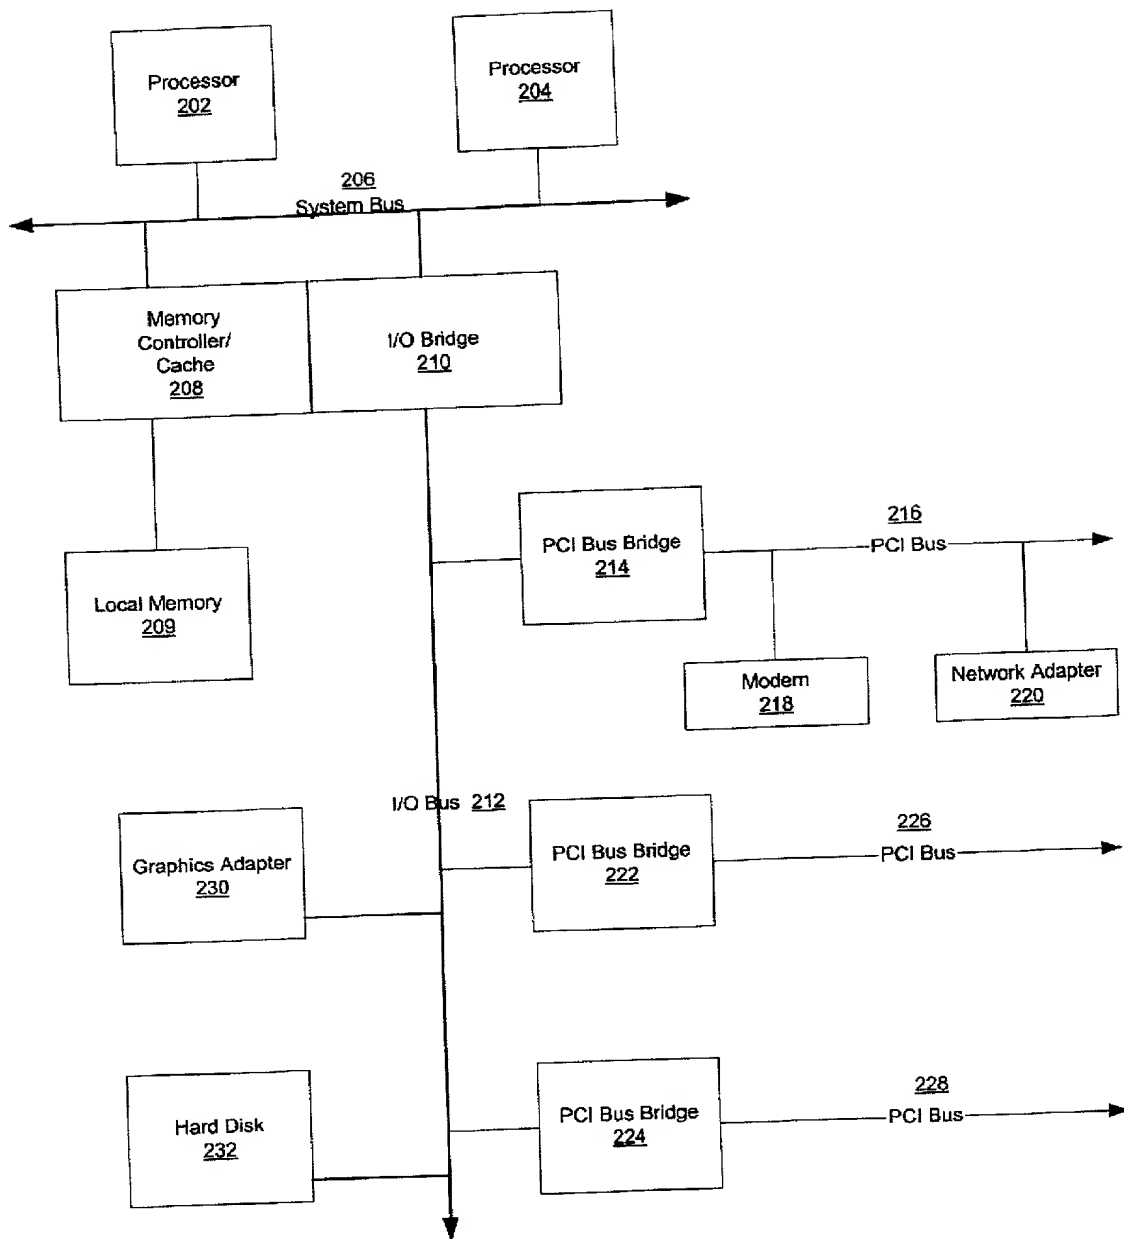 Processor
202
Processor
204
206
System Bus
Memory
Controller/
Cache
208
I/O Bridge
210
PCI Bus Bridge
214
216
PCI Bus
Local Memory
209
Modem
218
Network Adapter
220
I/O Bus 212
Graphics Adapter
230
PCI Bus Bridge
222
226
PCI Bus
Hard Disk
232
PCI Bus Bridge
224
228
PCI Bus